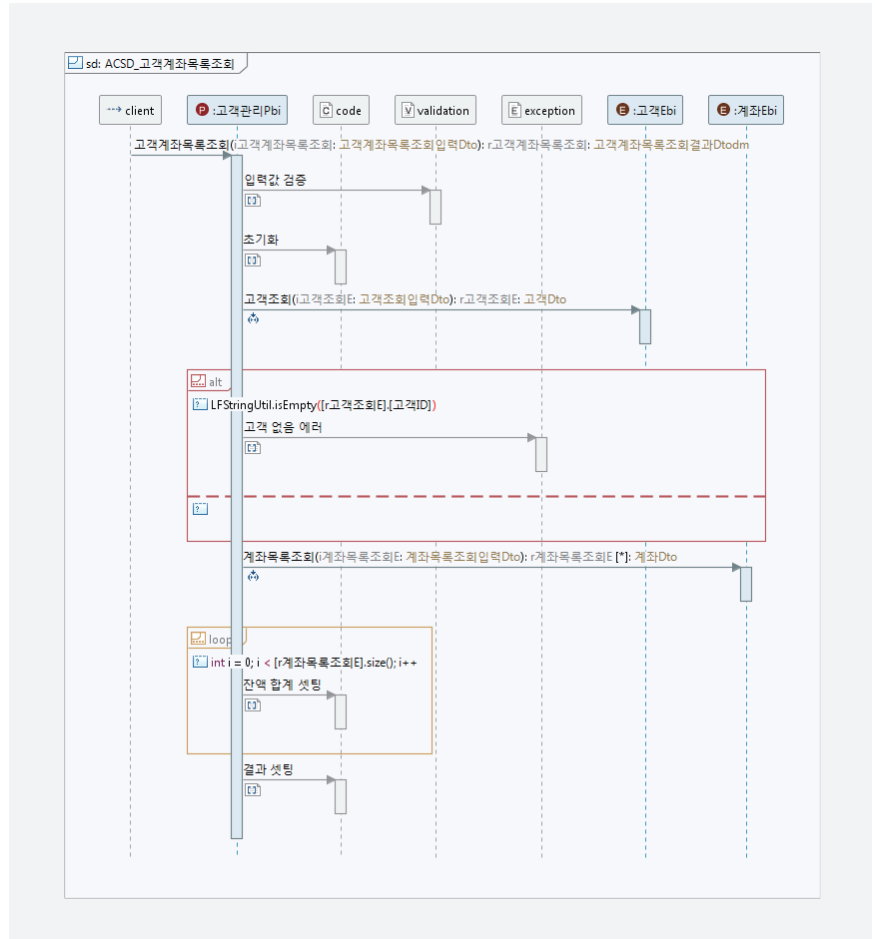 sd: ACSD_고객계좌목록조회
client
P :고객관리Pbi
C code
V validation
E exception
E :고객Ebi
E :계좌Ebi
고객계좌목록조회(i고객계좌목록조회: 고객계좌목록조회입력Dto): r고객계좌목록조회: 고객계좌목록조회결과Dtodm
입력값 검증
초기화
고객조회(i고객조회E: 고객조회입력Dto): r고객조회E: 고객Dto
alt
LFStringUtil.isEmpty([r고객조회E].[고객ID])
고객 없음 에러
계좌목록조회(i계좌목록조회E: 계좌목록조회입력Dto): r계좌목록조회E [*]: 계좌Dto
loop
int i = 0; i < [r계좌목록조회E].size(); i++
잔액 합계 셋팅
결과 셋팅